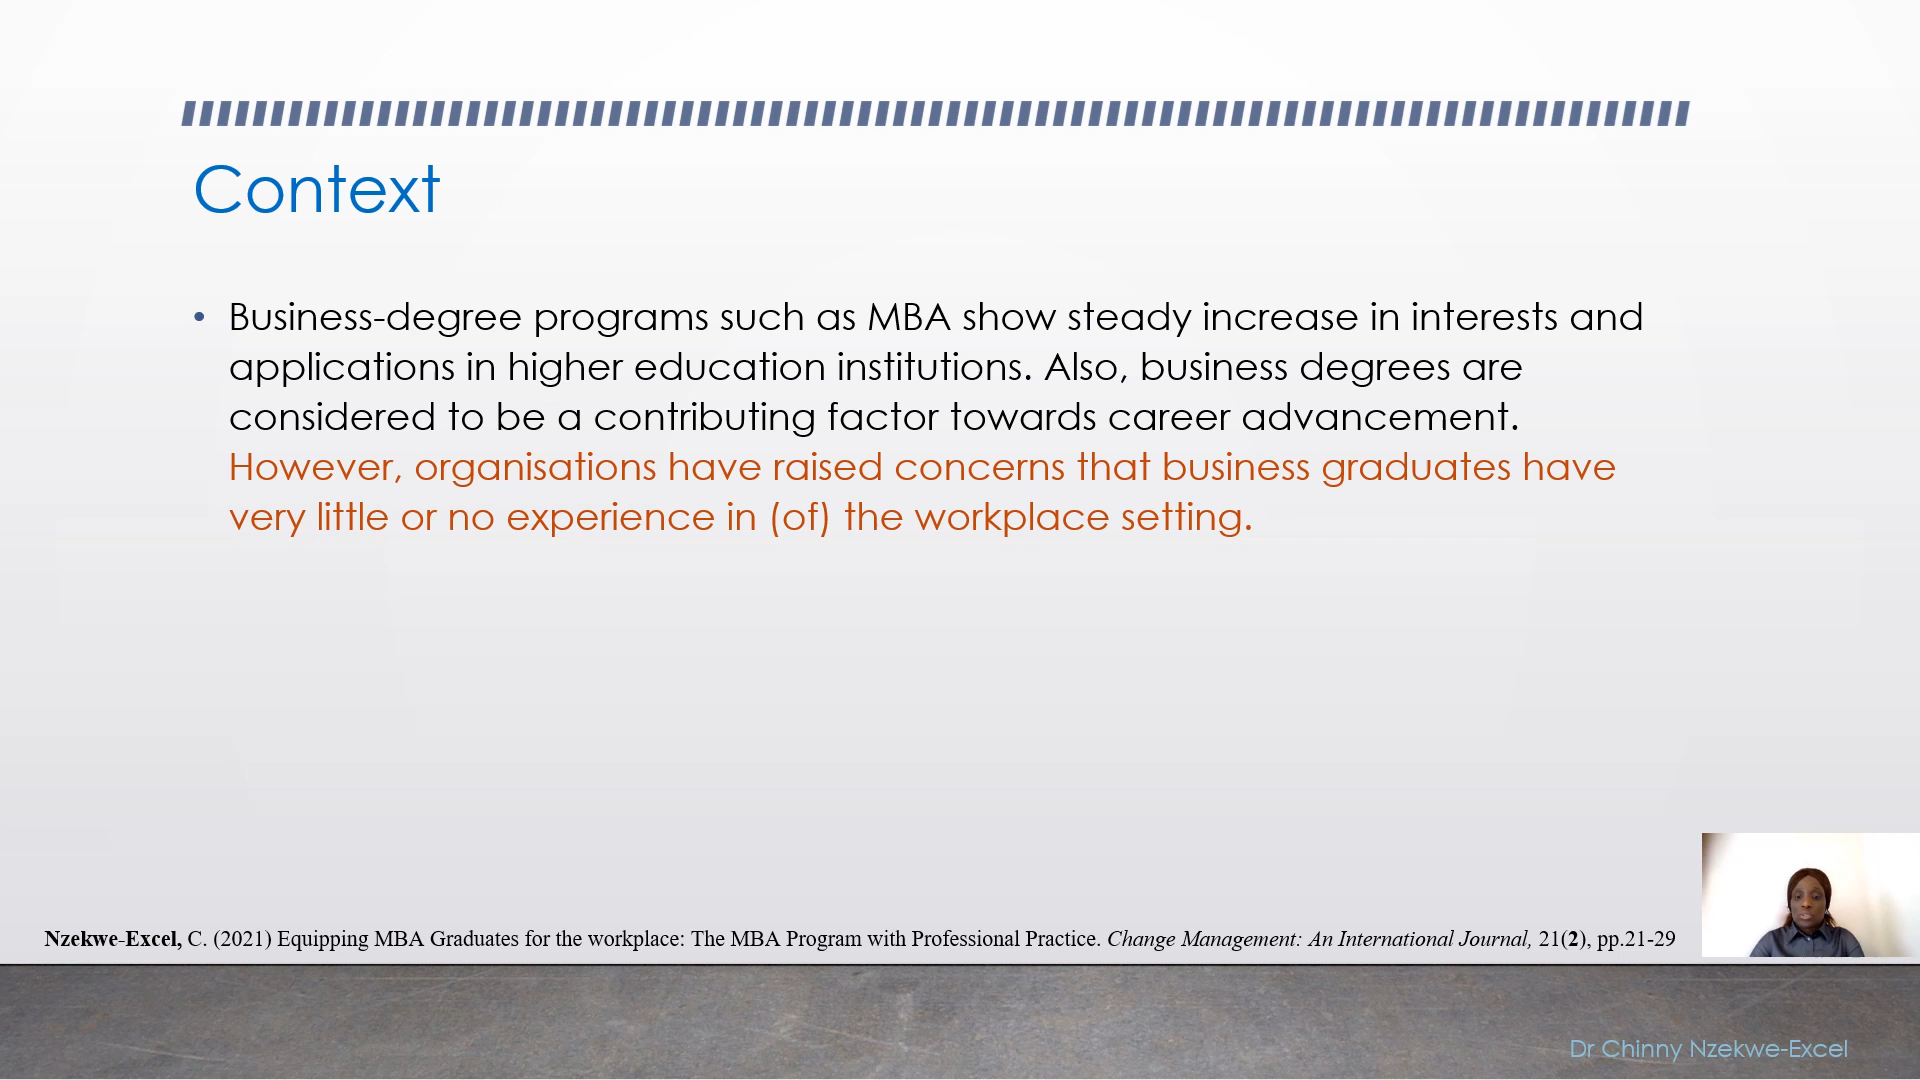 Context
• Business-degree programs such as MBA show steady increase in interests and
applications in higher education institutions. Also, business degrees are
considered to be a contributing factor towards career advancement.
However, organisations have raised concerns that business graduates have
very little or no experience in (of) the workplace setting.
Nzekwe-Excel, C. (2021) Equipping MBA Graduates for the workplace: The MBA Program with Professional Practice. Change Management: An International Journal, 21(2), pp.21-29
Dr Chinny Nzekwe-Excel